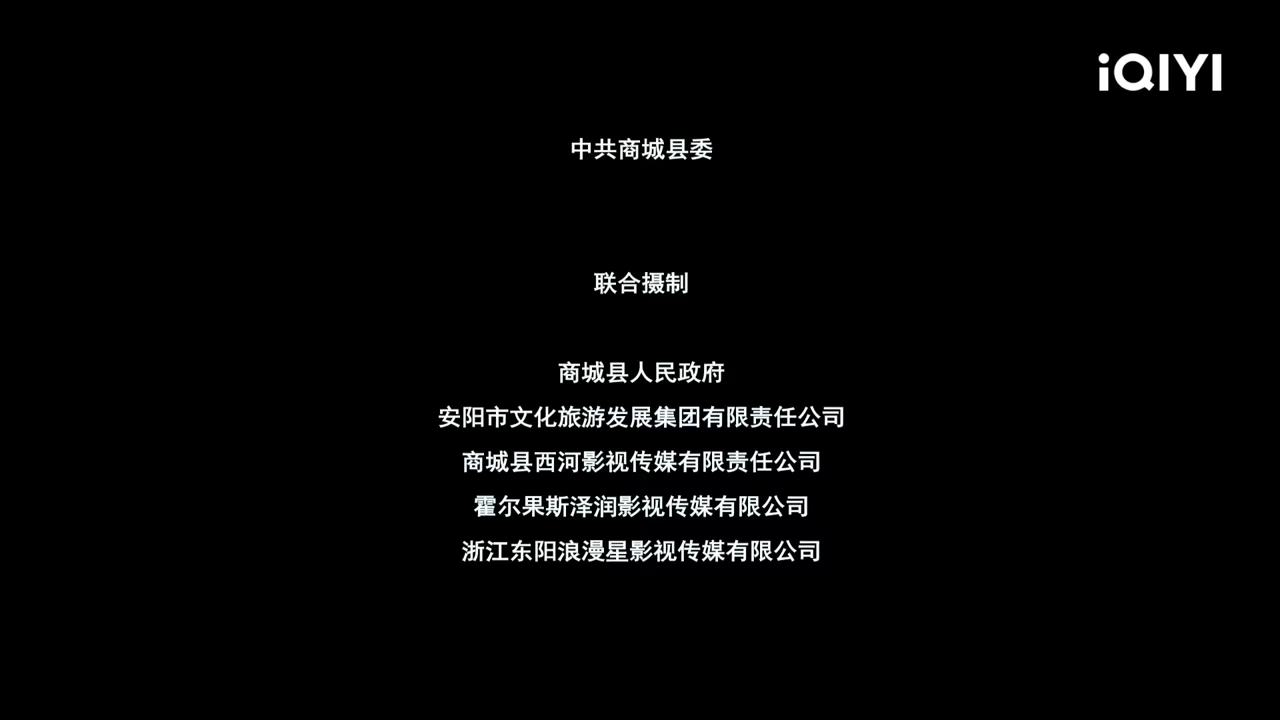 iQIYI
中共商城县委
联合摄制
商城县人民政府
安阳市文化旅游发展集团有限责任公司
商城县西河影视传媒有限责任公司
霍尔果斯泽润影视传媒有限公司
浙江东阳浪漫星影视传媒有限公司